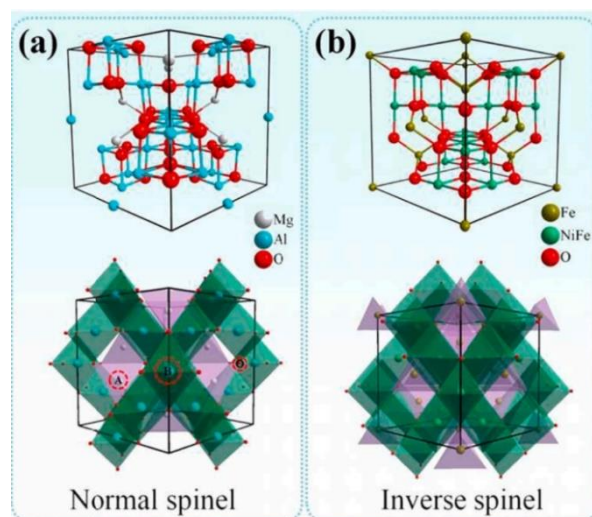 (a)
Mg
Al
O
A
B
O
Normal spinel
(b)
Fe
NiFe
O
Inverse spinel